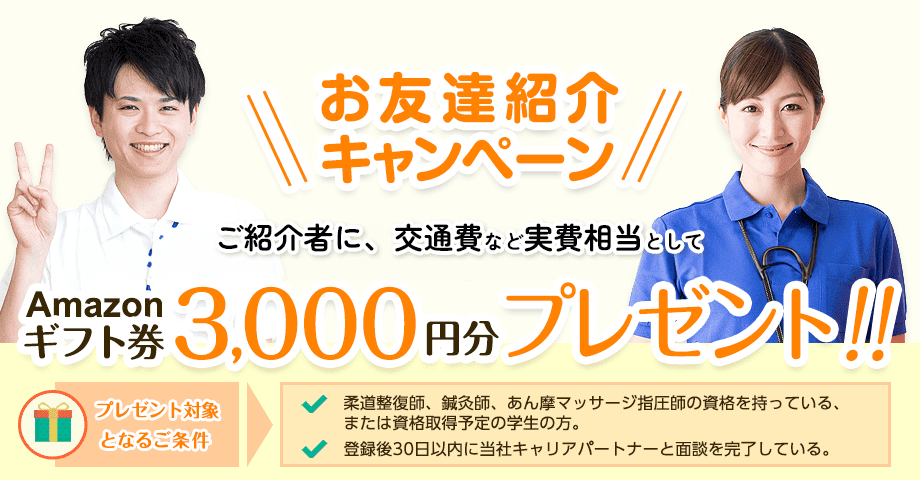 お友達紹介
キャンペーン
ご紹介者に、交通費など実費相当として
Amazon
ギフト券
3,000円分プレゼント!!
プレゼント対象
となるご条件
柔道整復師、鍼灸師、あん摩マッサージ指圧師の資格を持っている、
または資格取得予定の学生の方。
登録後30日以内に当社キャリアパートナーと面談を完了している。